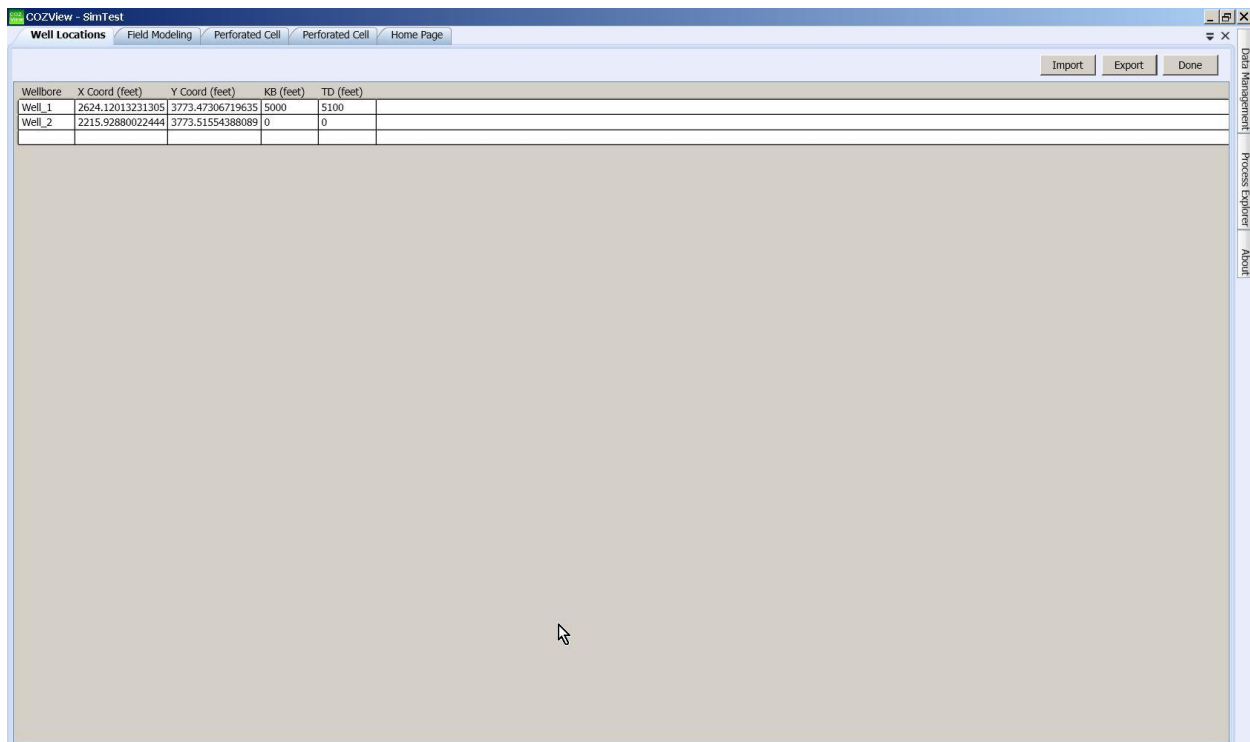 COZView - SimTest
Well Locations Field Modeling Perforated Cell Perforated Cell Home Page
Import Export Done
Wellbore X Coord (feet) Y Coord (feet) KB (feet) TD (feet)
Well_1 2624.12013231305 3773.47306719635 5000 5100
Well_2 2215.92880022444 3773.51554388089 0 0
Data Management
Process Explorer
About